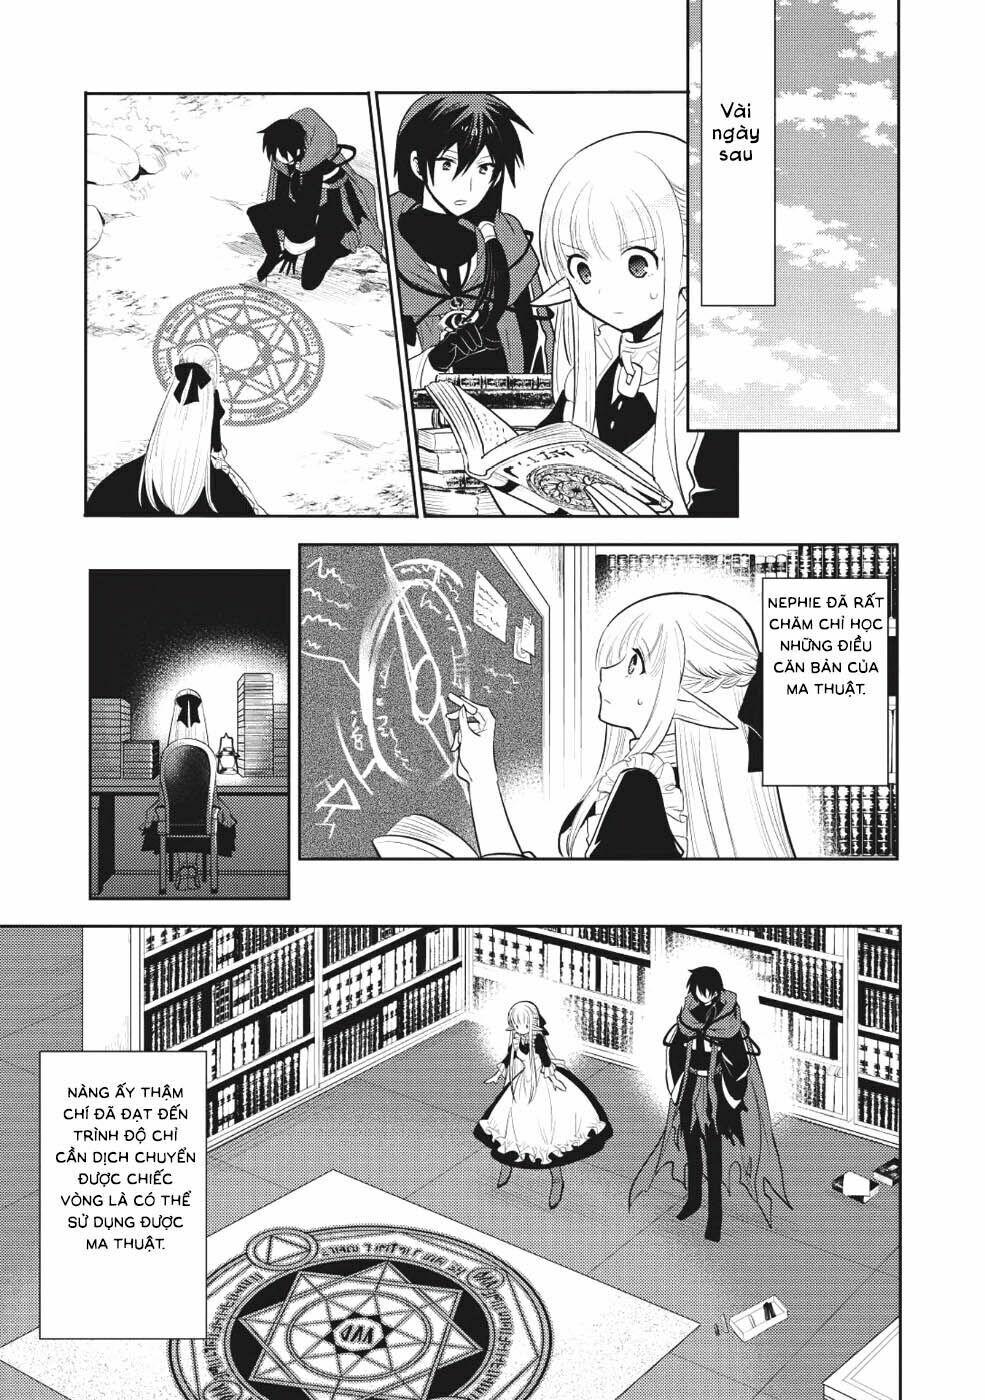 Vài
ngày
sau
NEPHIE ĐÃ RẤT
CHĂM CHỈ HỌC
NHỮNG ĐIỀU
CĂN BẢN CỦA
MA THUẬT.
NÀNG ẤY THẬM
CHÍ ĐÃ ĐẠT ĐẾN
TRÌNH ĐỘ CHỈ
CẦN DỊCH CHUYỂN
ĐƯỢC CHIẾC
VÒNG LÀ CÓ THỂ
SỬ DỤNG ĐƯỢC
MA THUẬT.